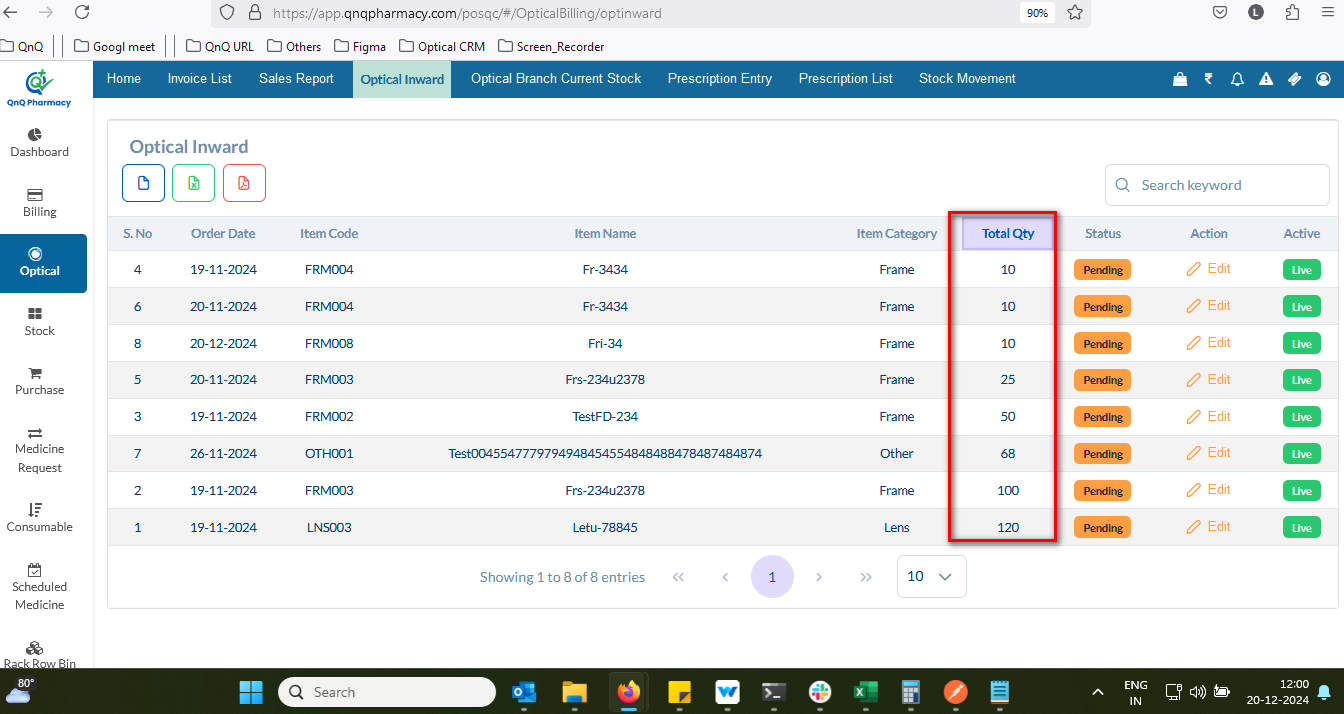 https://app.qnqpharmacy.com/posqc/#/OpticalBilling/optinward 90% L
QnQ Googl meet QnQ URL Others Figma Optical CRM Screen_Recorder
QnQ Pharmacy
Home Invoice List Sales Report Optical Inward Optical Branch Current Stock Prescription Entry Prescription List Stock Movement
Dashboard
Billing
Optical
Stock
Purchase
Medicine
Request
Consumable
Scheduled
Medicine
Rack Row Bin
Optical Inward
Search keyword
S. No Order Date Item Code Item Name Item Category Total Qty Status Action Active
4 19-11-2024 FRM004 Fr-3434 Frame 10 Pending Edit Live
6 20-11-2024 FRM004 Fr-3434 Frame 10 Pending Edit Live
8 20-12-2024 FRM008 Fri-34 Frame 10 Pending Edit Live
5 20-11-2024 FRM003 Frs-234u2378 Frame 25 Pending Edit Live
3 19-11-2024 FRM002 TestFD-234 Frame 50 Pending Edit Live
7 26-11-2024 OTH001 Test0045547779794948454554848488478487484874 Other 68 Pending Edit Live
2 19-11-2024 FRM003 Frs-234u2378 Frame 100 Pending Edit Live
1 19-11-2024 LNS003 Letu-78845 Lens 120 Pending Edit Live
Showing 1 to 8 of 8 entries « ‹ 1 › » 10
80°
Search
ENG
IN
12:00
20-12-2024